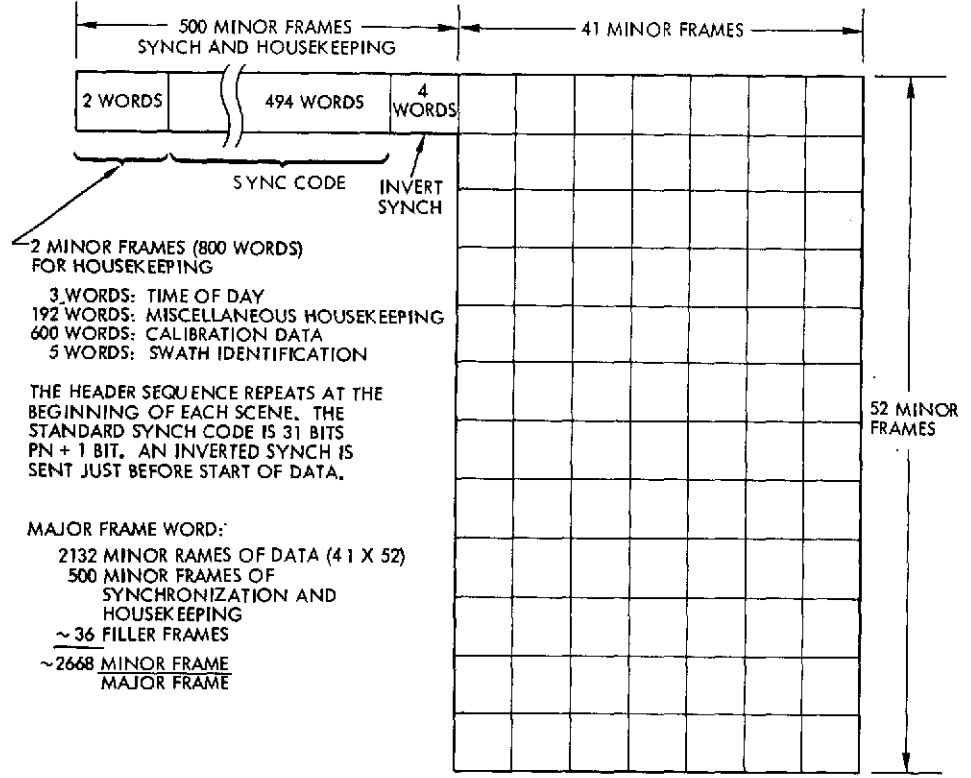 500 MINOR FRAMES
SYNCH AND HOUSEKEEPING
41 MINOR FRAMES
2 WORDS
494 WORDS
4
WORDS
SYNC CODE
INVERT
SYNCH
2 MINOR FRAMES (800 WORDS)
FOR HOUSEKEEPING
3 WORDS: TIME OF DAY
192 WORDS: MISCELLANEOUS HOUSEKEEPING
600 WORDS: CALIBRATION DATA
5 WORDS: SWATH IDENTIFICATION
THE HEADER SEQUENCE REPEATS AT THE
BEGINNING OF EACH SCENE. THE
STANDARD SYNCH CODE IS 31 BITS
PN + 1 BIT. AN INVERTED SYNCH IS
SENT JUST BEFORE START OF DATA.
52 MINOR
FRAMES
MAJOR FRAME WORD:
2132 MINOR RAMES OF DATA (41 X 52)
500 MINOR FRAMES OF
SYNCHRONIZATION AND
HOUSEKEEPING
~ 36 FILLER FRAMES
~2668 MINOR FRAME
MAJOR FRAME